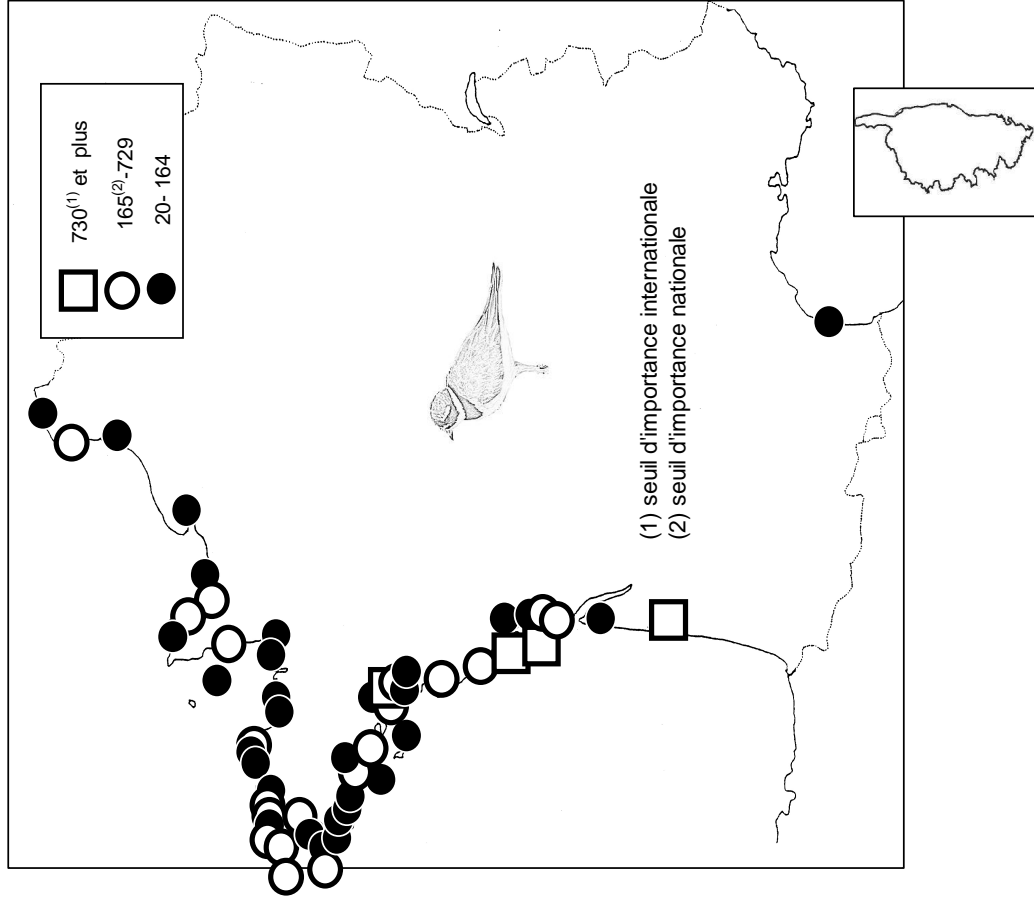 730(1) et plus
165(2)-729
20- 164
(1) seuil d'importance internationale
(2) seuil d'importance nationale